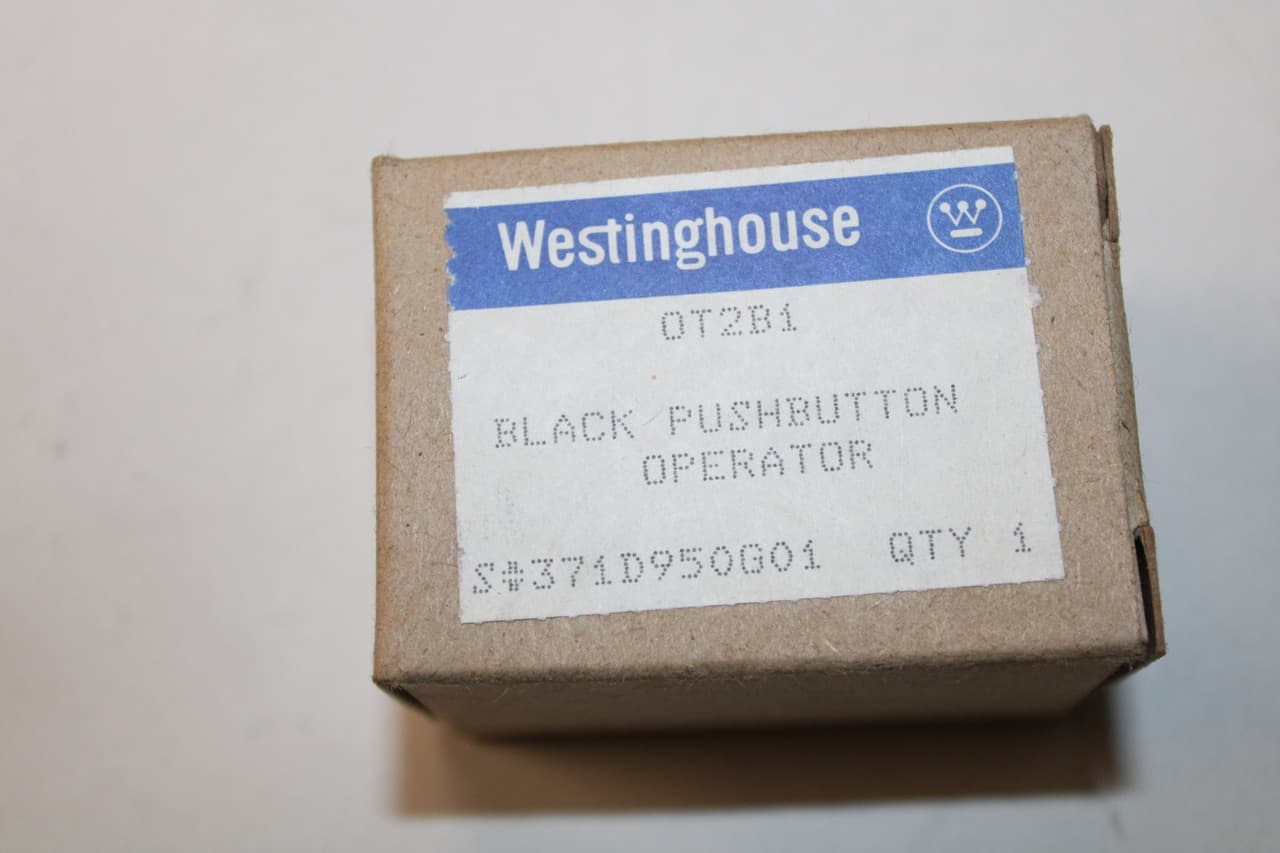 Westinghouse
OT2B1
BLACK PUSHBUTTON
OPERATOR
S#371D950G01 QTY 1